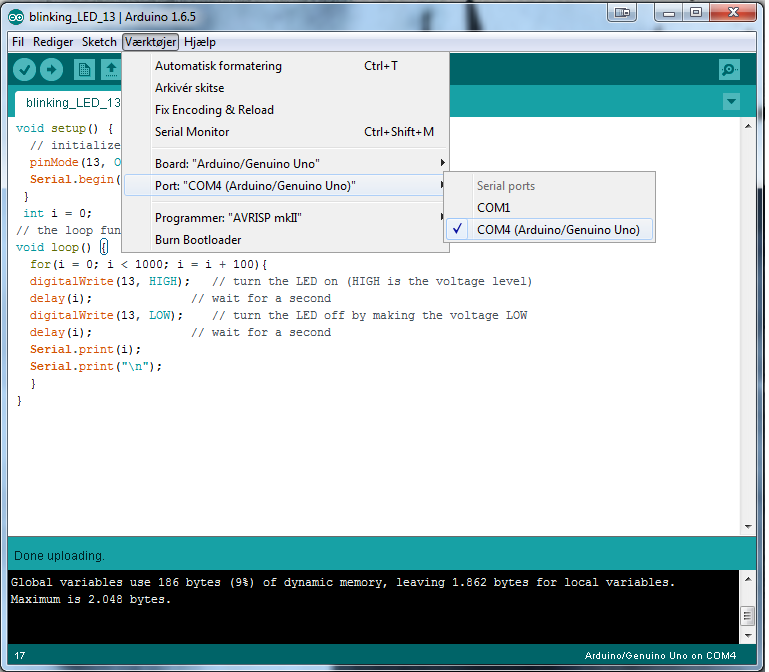 blinking_LED_13 | Arduino 1.6.5
Fil Rediger Sketch Værktøjer Hjælp
Automatisk formatering Ctrl+T
Arkivér skitse
Fix Encoding & Reload
Serial Monitor Ctrl+Shift+M
Board: "Arduino/Genuino Uno"
Port: "COM4 (Arduino/Genuino Uno)"
Programmer: "AVRISP mkII"
Burn Bootloader
Serial ports
COM1
COM4 (Arduino/Genuino Uno)
blinking_LED_13
void setup() {
// initialize
pinMode(13, O
Serial.begin(
}
int i = 0;
// the loop fun
void loop() {
for(i = 0; i < 1000; i = i + 100){
digitalWrite(13, HIGH);   // turn the LED on (HIGH is the voltage level)
delay(i);              // wait for a second
digitalWrite(13, LOW);    // turn the LED off by making the voltage LOW
delay(i);              // wait for a second
Serial.print(i);
Serial.print("\n");
}
}
Done uploading.
Global variables use 186 bytes (9%) of dynamic memory, leaving 1.862 bytes for local variables.
Maximum is 2.048 bytes.
17 Arduino/Genuino Uno on COM4